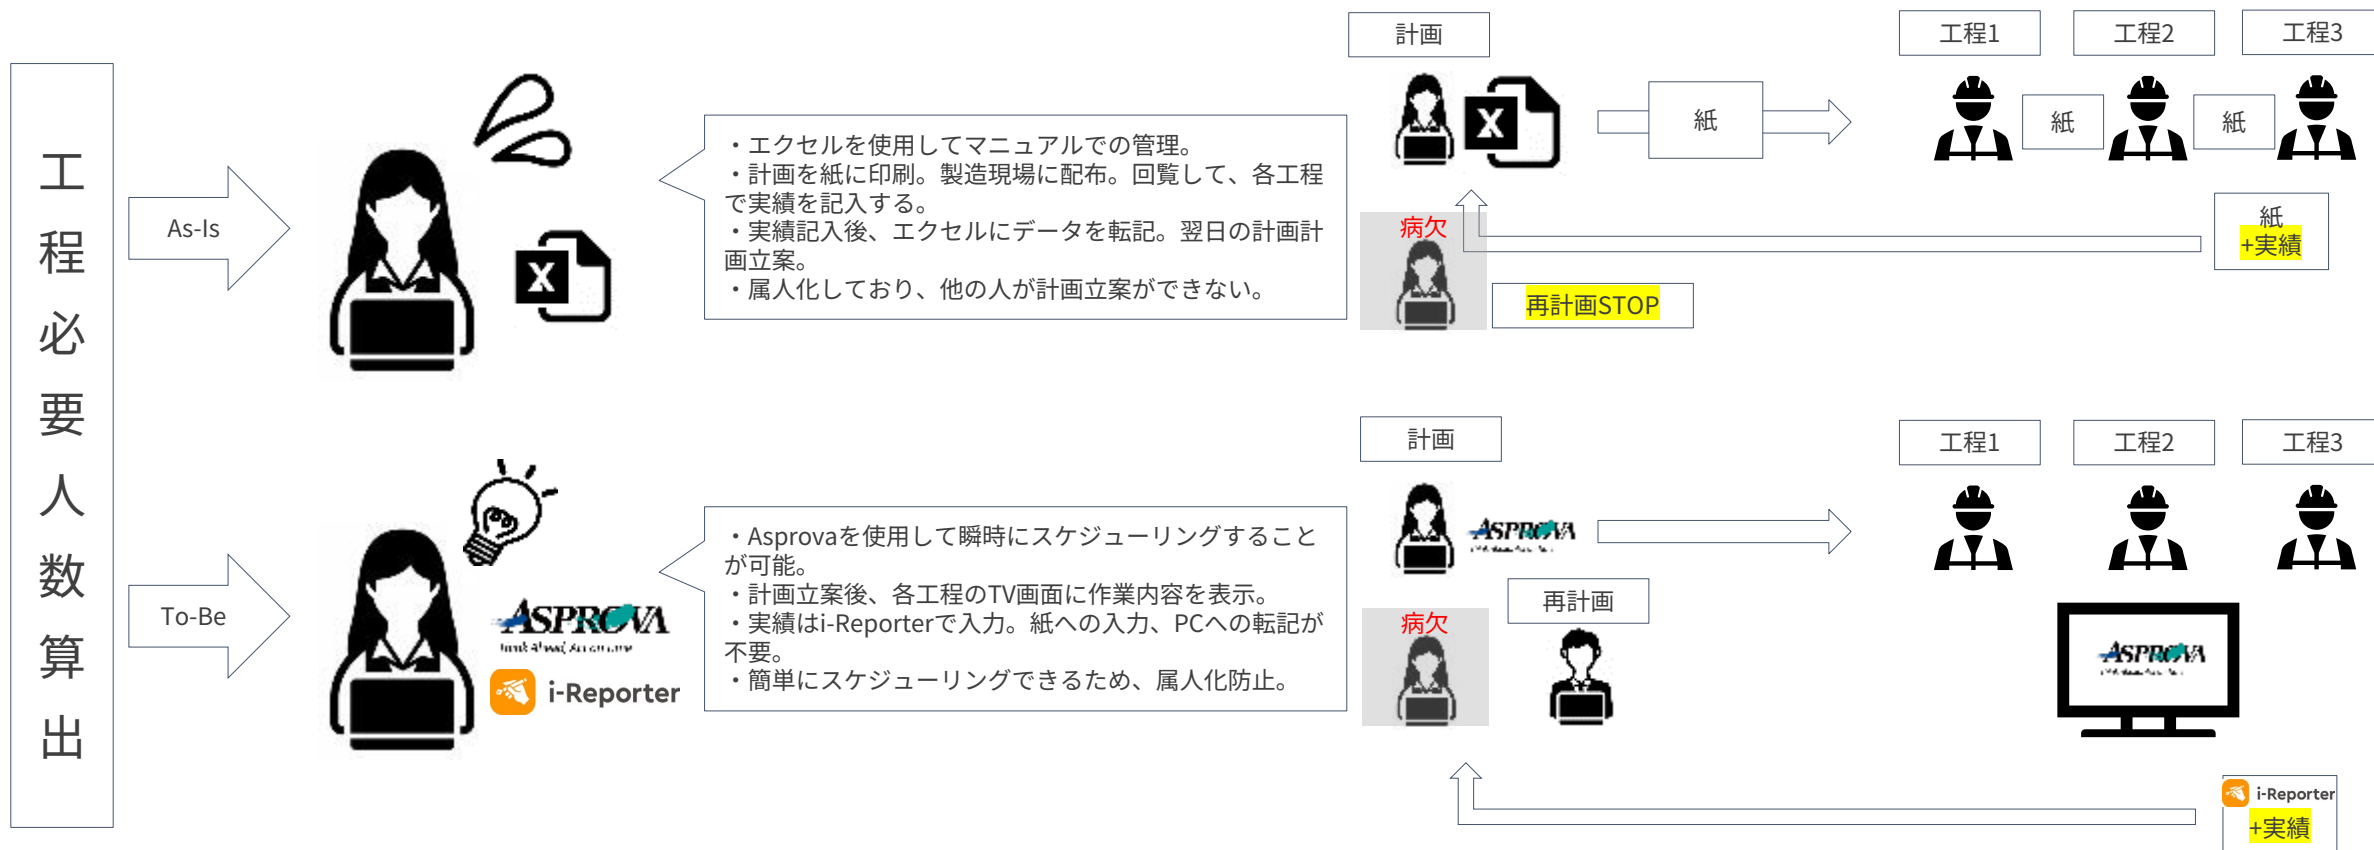 工程必要人数算出
As-Is
・エクセルを使用してマニュアルでの管理。
・計画を紙に印刷。製造現場に配布。回覧して、各工程
で実績を記入する。
・実績記入後、エクセルにデータを転記。翌日の計画計
画立案。
・属人化しており、他の人が計画立案ができない。
計画
X
紙
工程1
工程2
工程3
紙
紙
病欠
再計画STOP
紙
+実績
X
To-Be
ASPROVA
i-Reporter
・Asprovaを使用して瞬時にスケジューリングすること
が可能。
・計画立案後、各工程のTV画面に作業内容を表示。
・実績はi-Reporterで入力。紙への入力、PCへの転記が
不要。
・簡単にスケジューリングできるため、属人化防止。
計画
ASPROVA
工程1
工程2
工程3
病欠
再計画
ASPROVA
i-Reporter
+実績